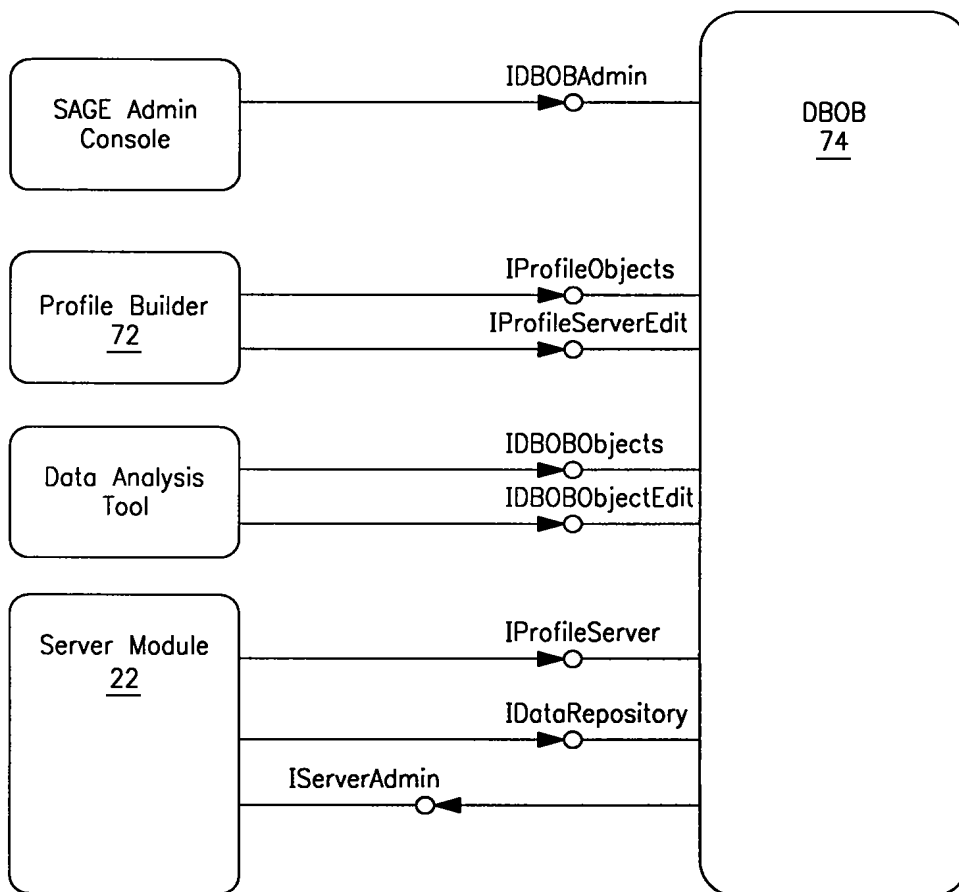 IDBOBAdmin
SAGE Admin
Console
DBOB
74
IProfileObjects
Profile Builder
72
IProfileServerEdit
IDBOBObjects
Data Analysis
Tool
IDBOBObjectEdit
Server Module
22
IProfileServer
IDataRepository
IServerAdmin